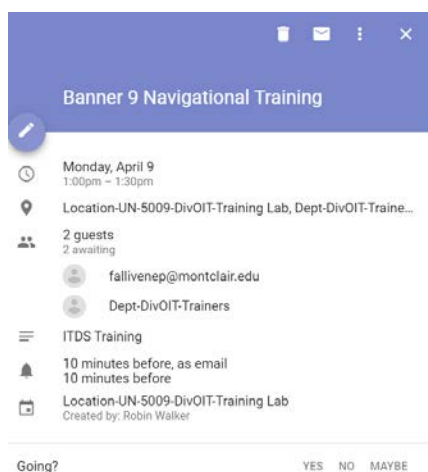 Banner 9 Navigational Training
Monday, April 9
1:00pm – 1:30pm
Location-UN-5009-DivOIT-Training Lab, Dept-DivOIT-Traine...
2 guests
2 awaiting
fallivenep@montclair.edu
Dept-DivOIT-Trainers
ITDS Training
10 minutes before, as email
10 minutes before
Location-UN-5009-DivOIT-Training Lab
Created by: Robin Walker
Going? YES NO MAYBE